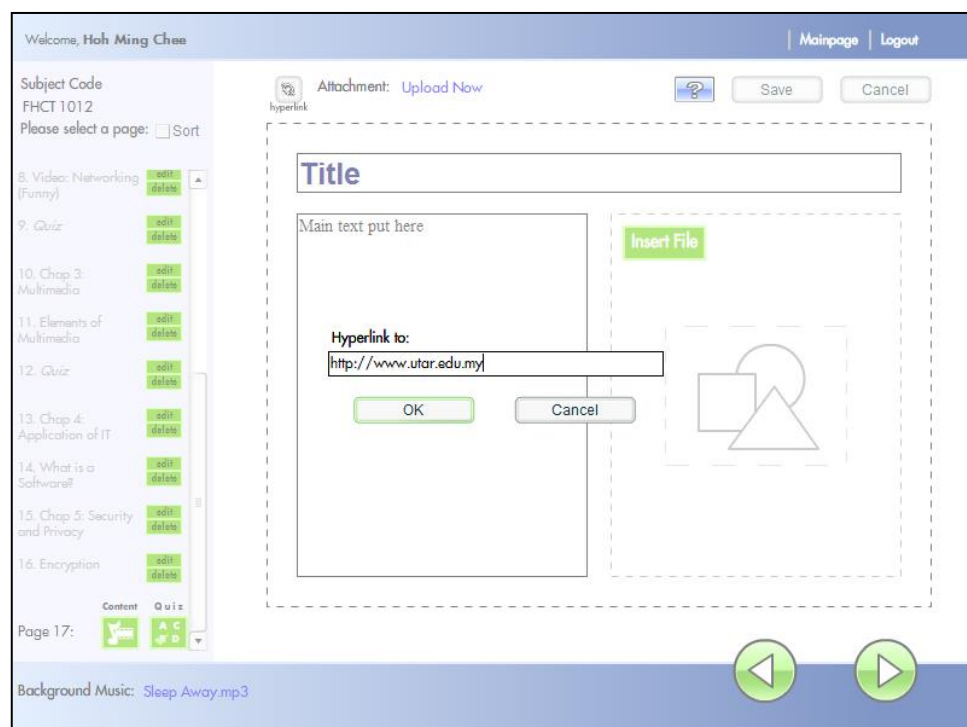 Welcome, Hoh Ming Chee
Mainpage | Logout
Subject Code
FHCT 1012
Please select a page: Sort
hyperlink
Attachment: Upload Now
?
Save
Cancel
8. Video: Networking
(Funny)
edit
delete
9. Quiz
edit
delete
10. Chap 3:
Multimedia
edit
delete
11. Elements of
Multimedia
edit
delete
12. Quiz
edit
delete
13. Chap 4:
Application of IT
edit
delete
14. What is a
Software?
edit
delete
15. Chap 5: Security
and Privacy
edit
delete
16. Encryption
edit
delete
Content
Quiz
Page 17:
A C
D
Title
Main text put here
Insert File
Hyperlink to:
http://www.utar.edu.my
OK
Cancel
Background Music: Sleep Away.mp3